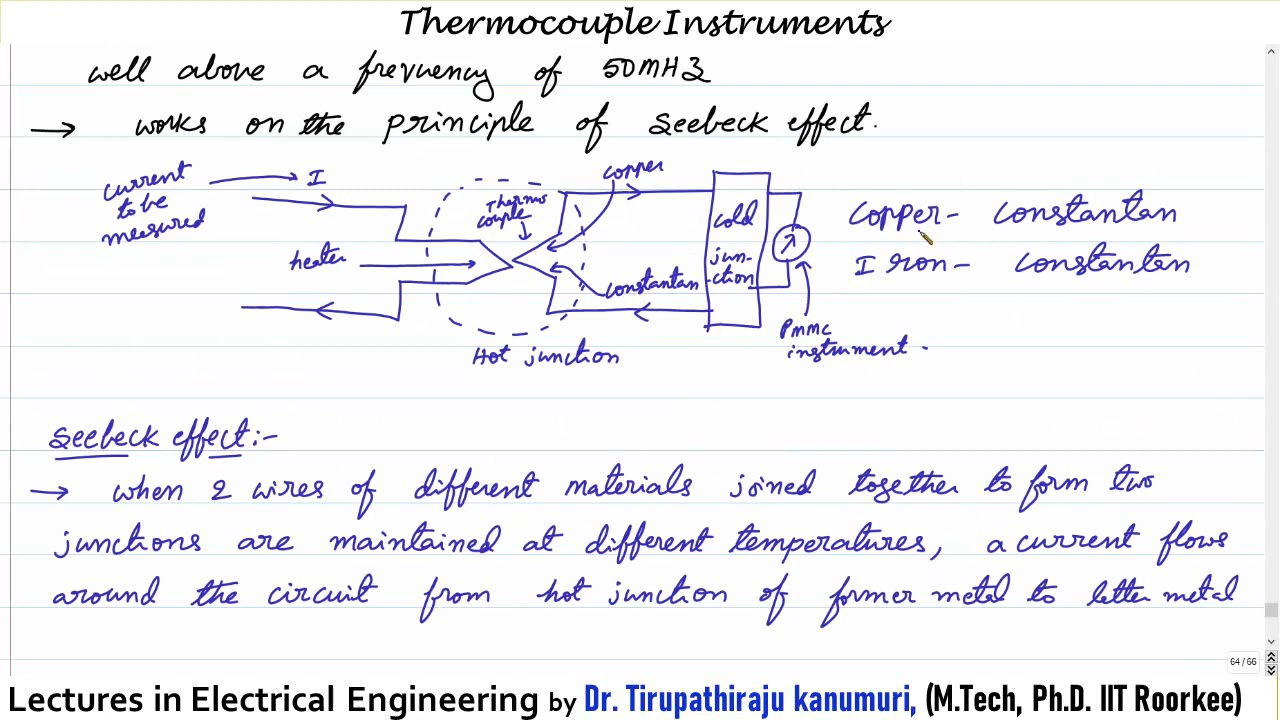 Thermocouple Instruments
well above a frequency of 50MHz
→ works on the principle of seebeck effect.
current to be measured → I
copper
Thermo couple
heater
constantan
Hot junction
cold jun-ction
PMMC instrument.
Copper - constantan
Iron - constantan
Seebeck effect:-
→ when 2 wires of different materials joined together to form two
junctions are maintained at different temperatures, a current flows
around the circuit from hot junction of former metal to letter metal
64 / 66
Lectures in Electrical Engineering by Dr. Tirupathiraju kanumuri, (M.Tech, Ph.D. IIT Roorkee)